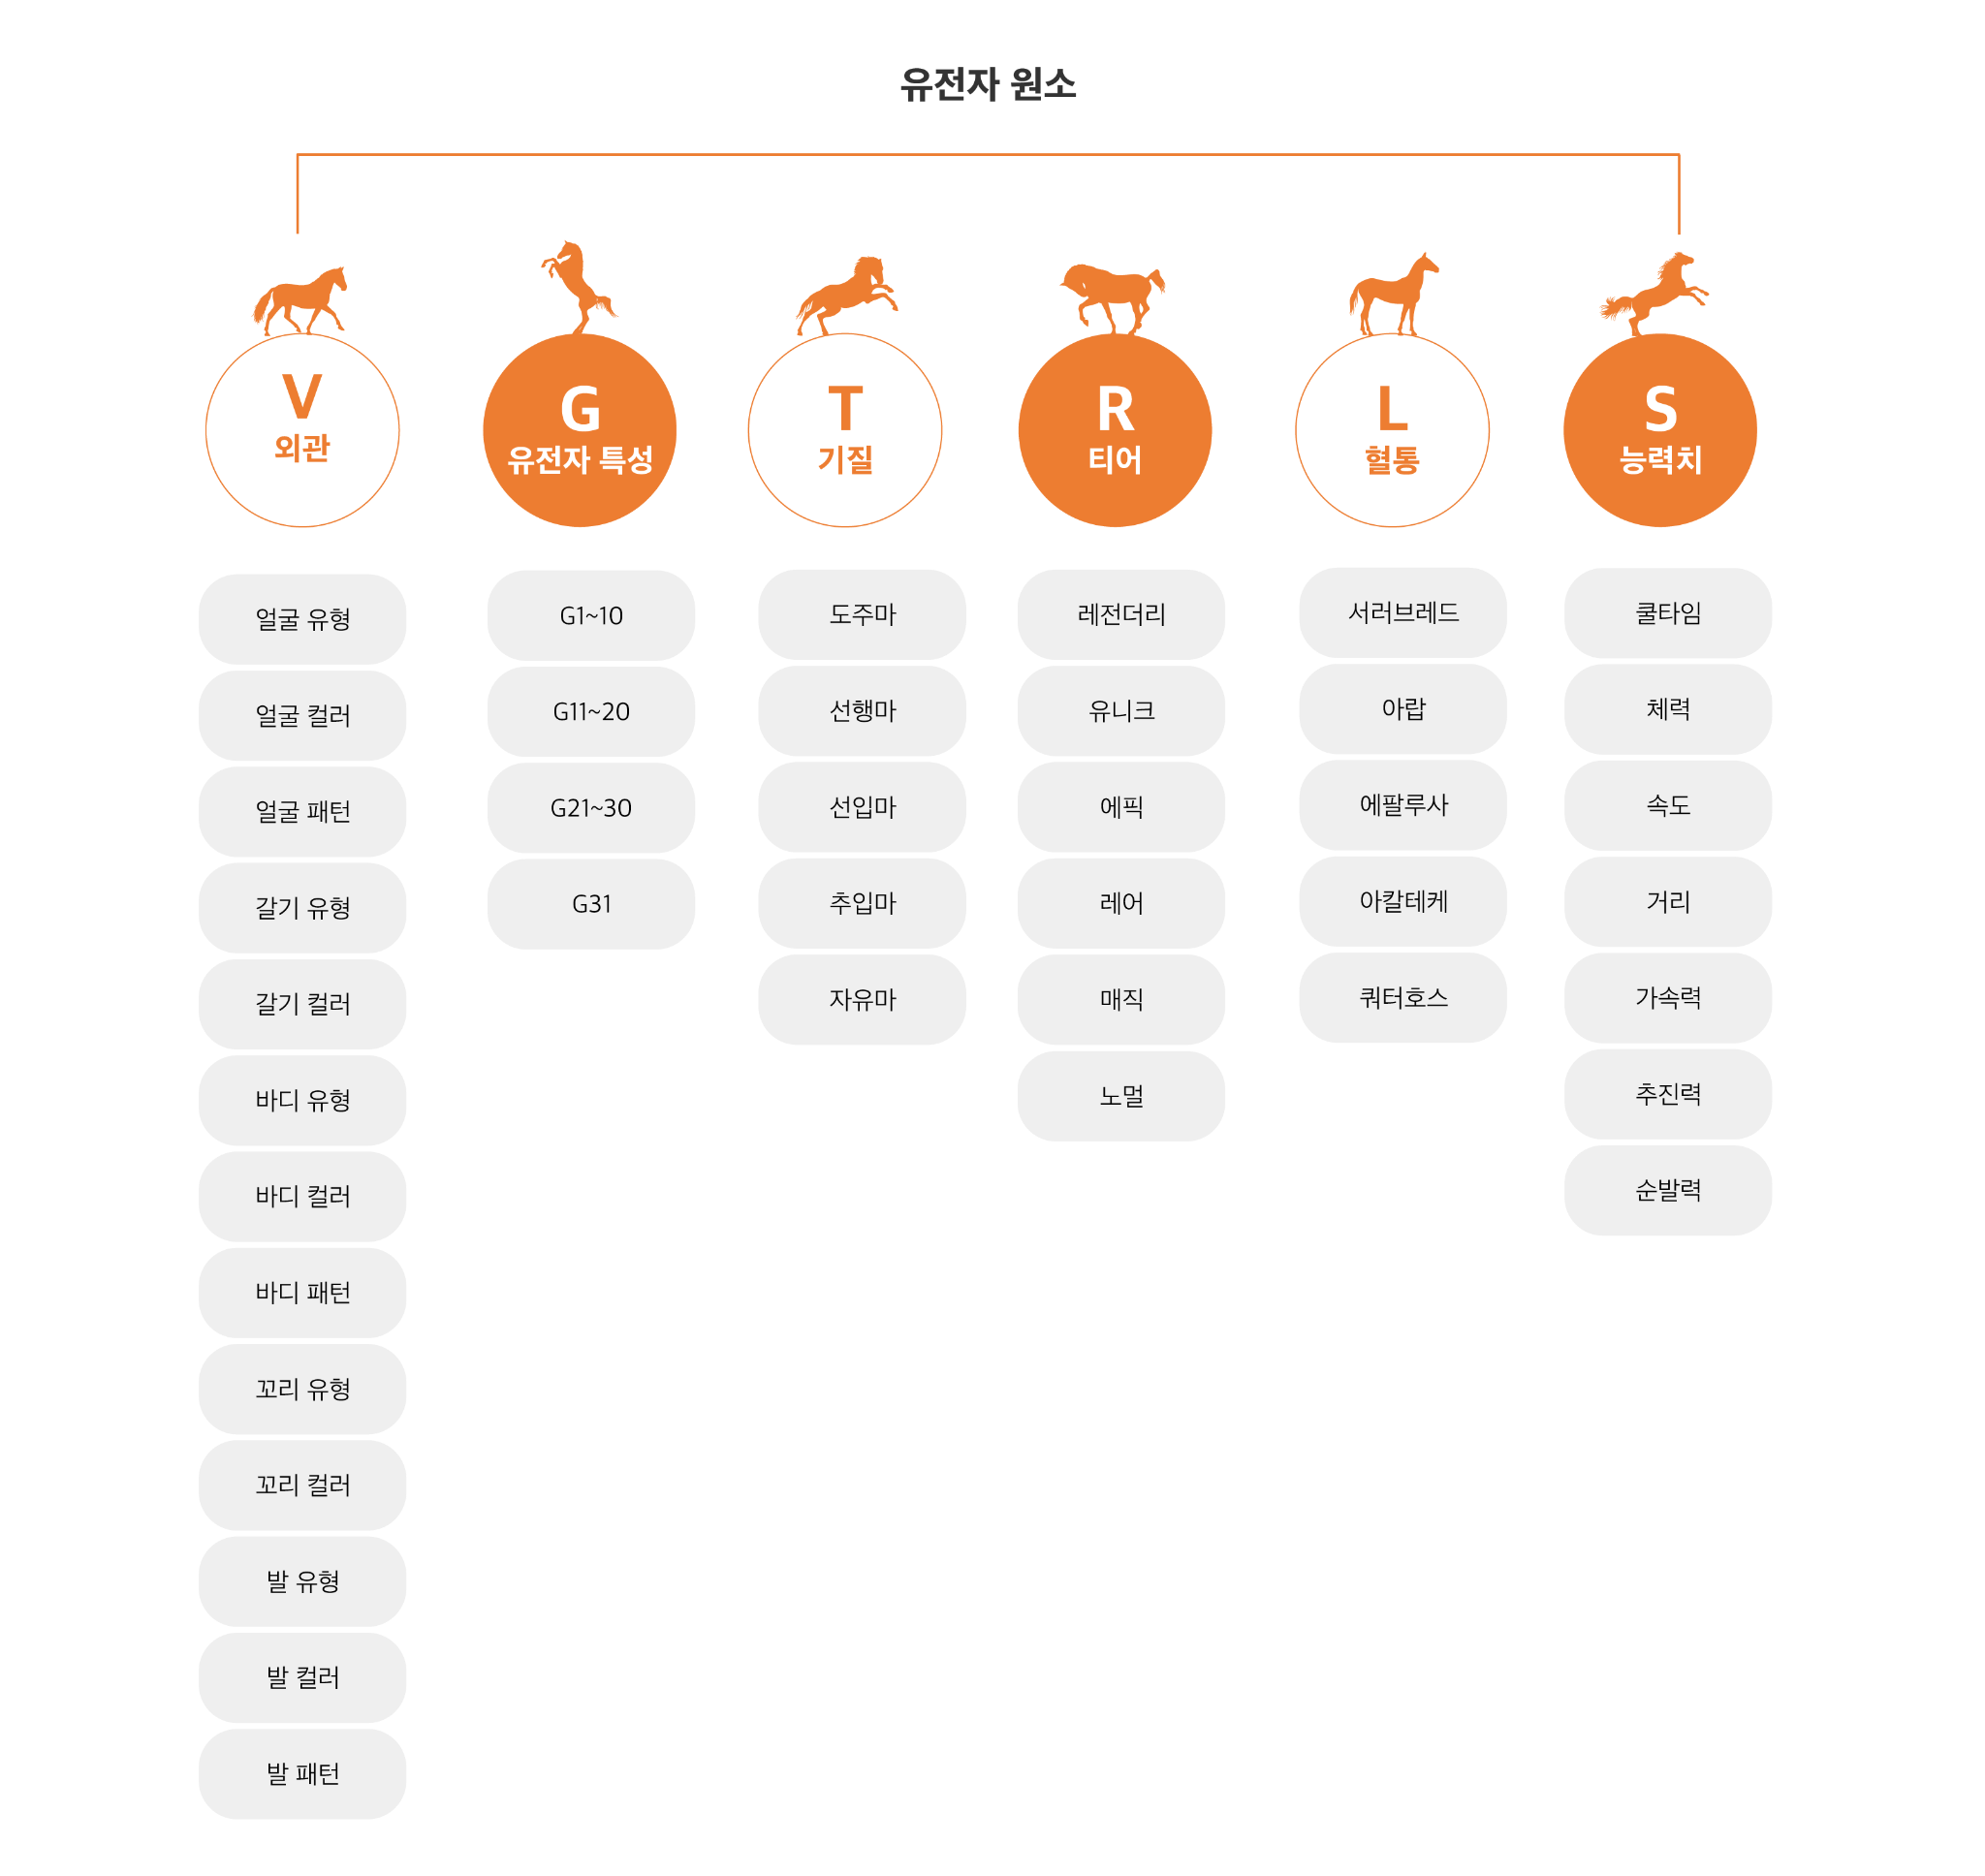 유전자 원소
V
외관
얼굴 유형
얼굴 컬러
얼굴 패턴
갈기 유형
갈기 컬러
바디 유형
바디 컬러
바디 패턴
꼬리 유형
꼬리 컬러
발 유형
발 컬러
발 패턴
G
유전자 특성
G1~10
G11~20
G21~30
G31
T
기질
도주마
선행마
선입마
추입마
자유마
R
티어
레전더리
유니크
에픽
레어
매직
노멀
L
혈통
서러브레드
아랍
에팔루사
아칼테케
쿼터호스
S
능력치
쿨타임
체력
속도
거리
가속력
추진력
순발력